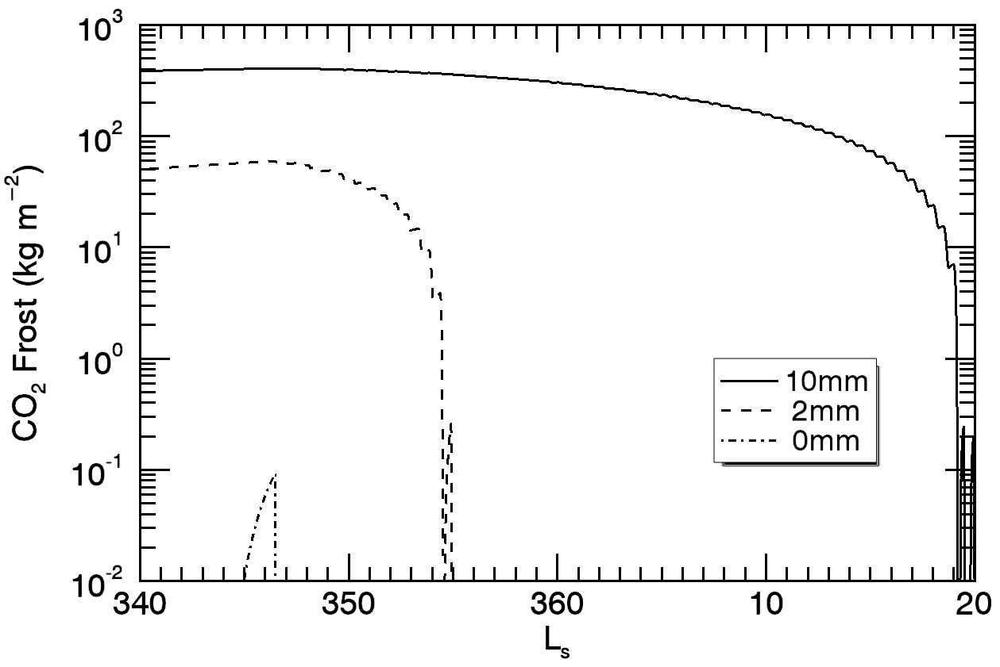 10³
10²
10¹
10⁰
10⁻¹
10⁻²
CO₂ Frost (kg m⁻²)
10mm
2mm
0mm
340 350 360 10 20
Lₛ